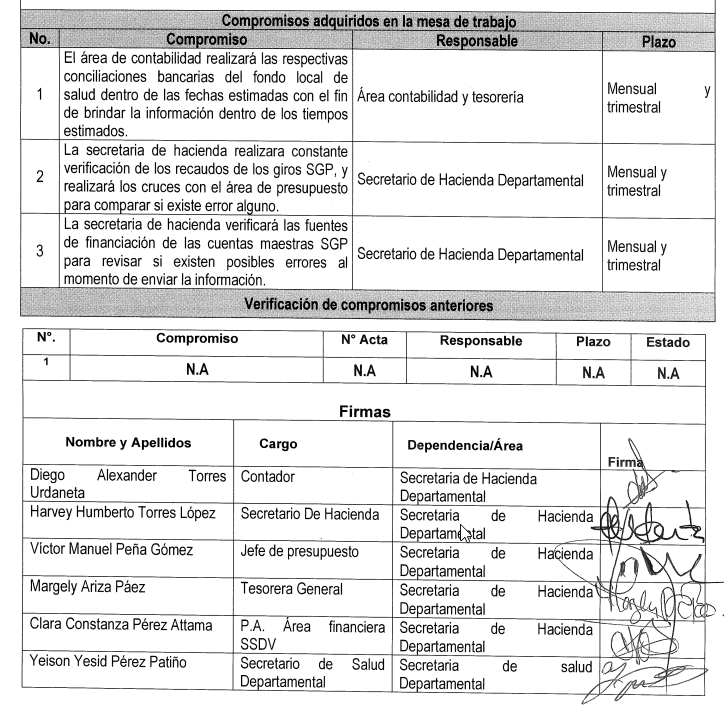 Compromisos adquiridos en la mesa de trabajo
No. Compromiso Responsable Plazo
1 El área de contabilidad realizará las respectivas conciliaciones bancarias del fondo local de salud dentro de las fechas estimadas con el fin de brindar la información dentro de los tiempos estimados. Área contabilidad y tesorería Mensual y trimestral
2 La secretaria de hacienda realizara constante verificación de los recaudos de los giros SGP, y realizará los cruces con el área de presupuesto para comparar si existe error alguno. Secretario de Hacienda Departamental Mensual y trimestral
3 La secretaria de hacienda verificará las fuentes de financiación de las cuentas maestras SGP para revisar si existen posibles errores al momento de enviar la información. Secretario de Hacienda Departamental Mensual y trimestral
Verificación de compromisos anteriores
N°. Compromiso N° Acta Responsable Plazo Estado
1 N.A N.A N.A N.A N.A
Firmas
Nombre y Apellidos Cargo Dependencia/Área Firma
Diego Alexander Torres Urdaneta Contador Secretaria de Hacienda Departamental
Harvey Humberto Torres López Secretario De Hacienda Secretaria de Hacienda Departamental
Víctor Manuel Peña Gómez Jefe de presupuesto Secretaria de Hacienda Departamental
Margely Ariza Páez Tesorera General Secretaria de Hacienda Departamental
Clara Constanza Pérez Attama P.A. Área financiera SSDV Secretaria de Hacienda Departamental
Yeison Yesid Pérez Patiño Secretario de Salud Departamental Secretaria de salud Departamental